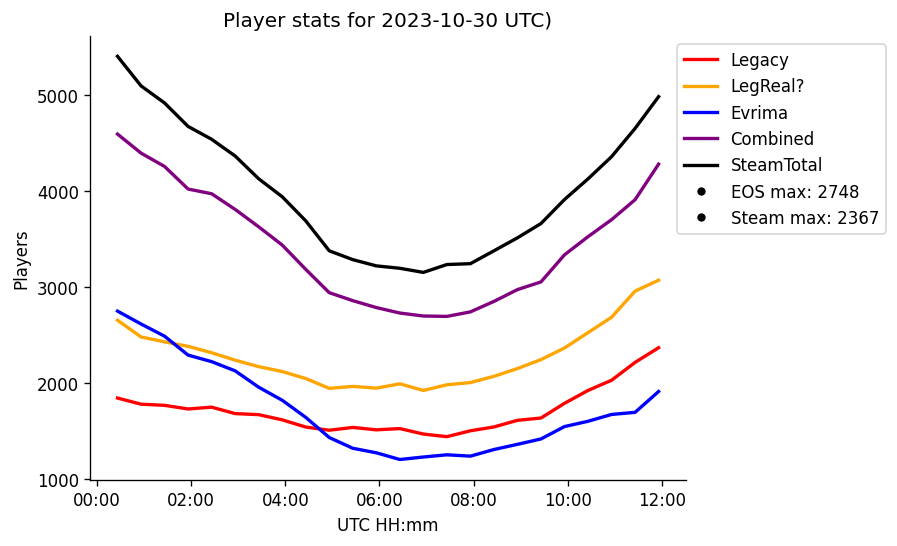 Player stats for 2023-10-30 UTC)
Legacy
LegReal?
Evrima
Combined
SteamTotal
EOS max: 2748
Steam max: 2367
Players
5000
4000
3000
2000
1000
00:00 02:00 04:00 06:00 08:00 10:00 12:00
UTC HH:mm